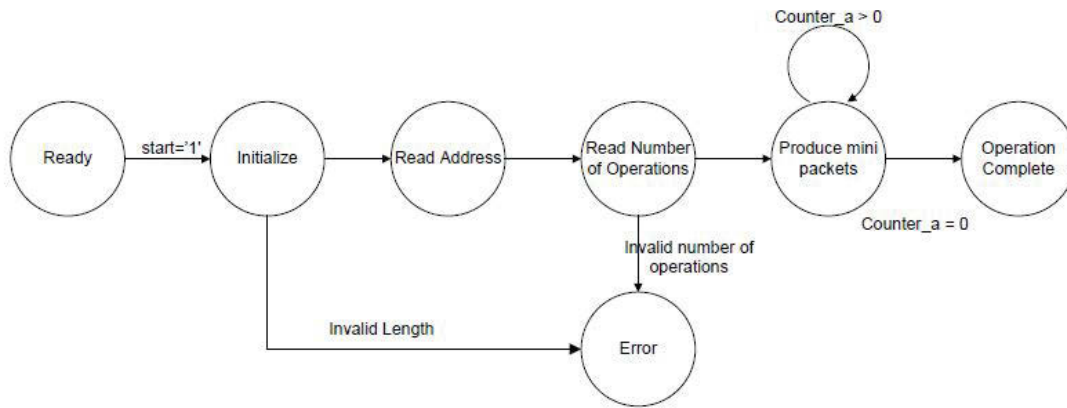 Counter_a > 0
Ready
start='1'
Initialize
Read Address
Read Number
of Operations
Produce mini
packets
Operation
Complete
Counter_a = 0
Invalid number of
operations
Invalid Length
Error